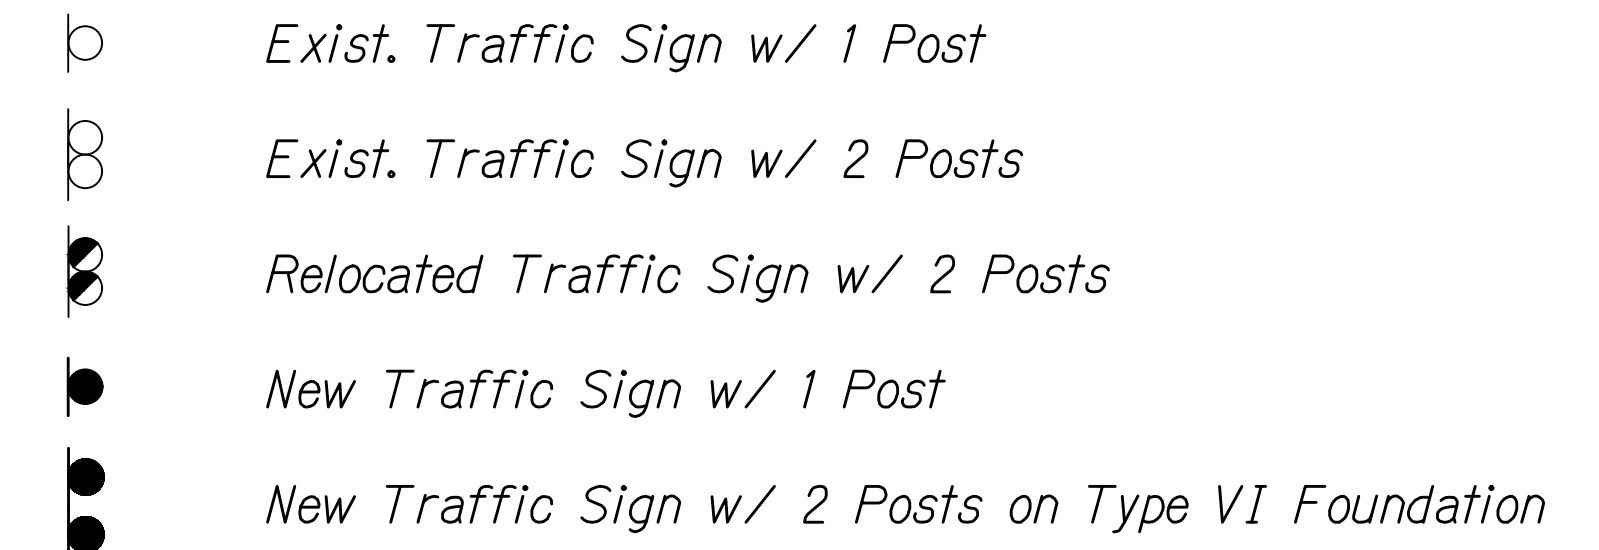 Exist. Traffic Sign w/ 1 Post
Exist. Traffic Sign w/ 2 Posts
Relocated Traffic Sign w/ 2 Posts
New Traffic Sign w/ 1 Post
New Traffic Sign w/ 2 Posts on Type VI Foundation